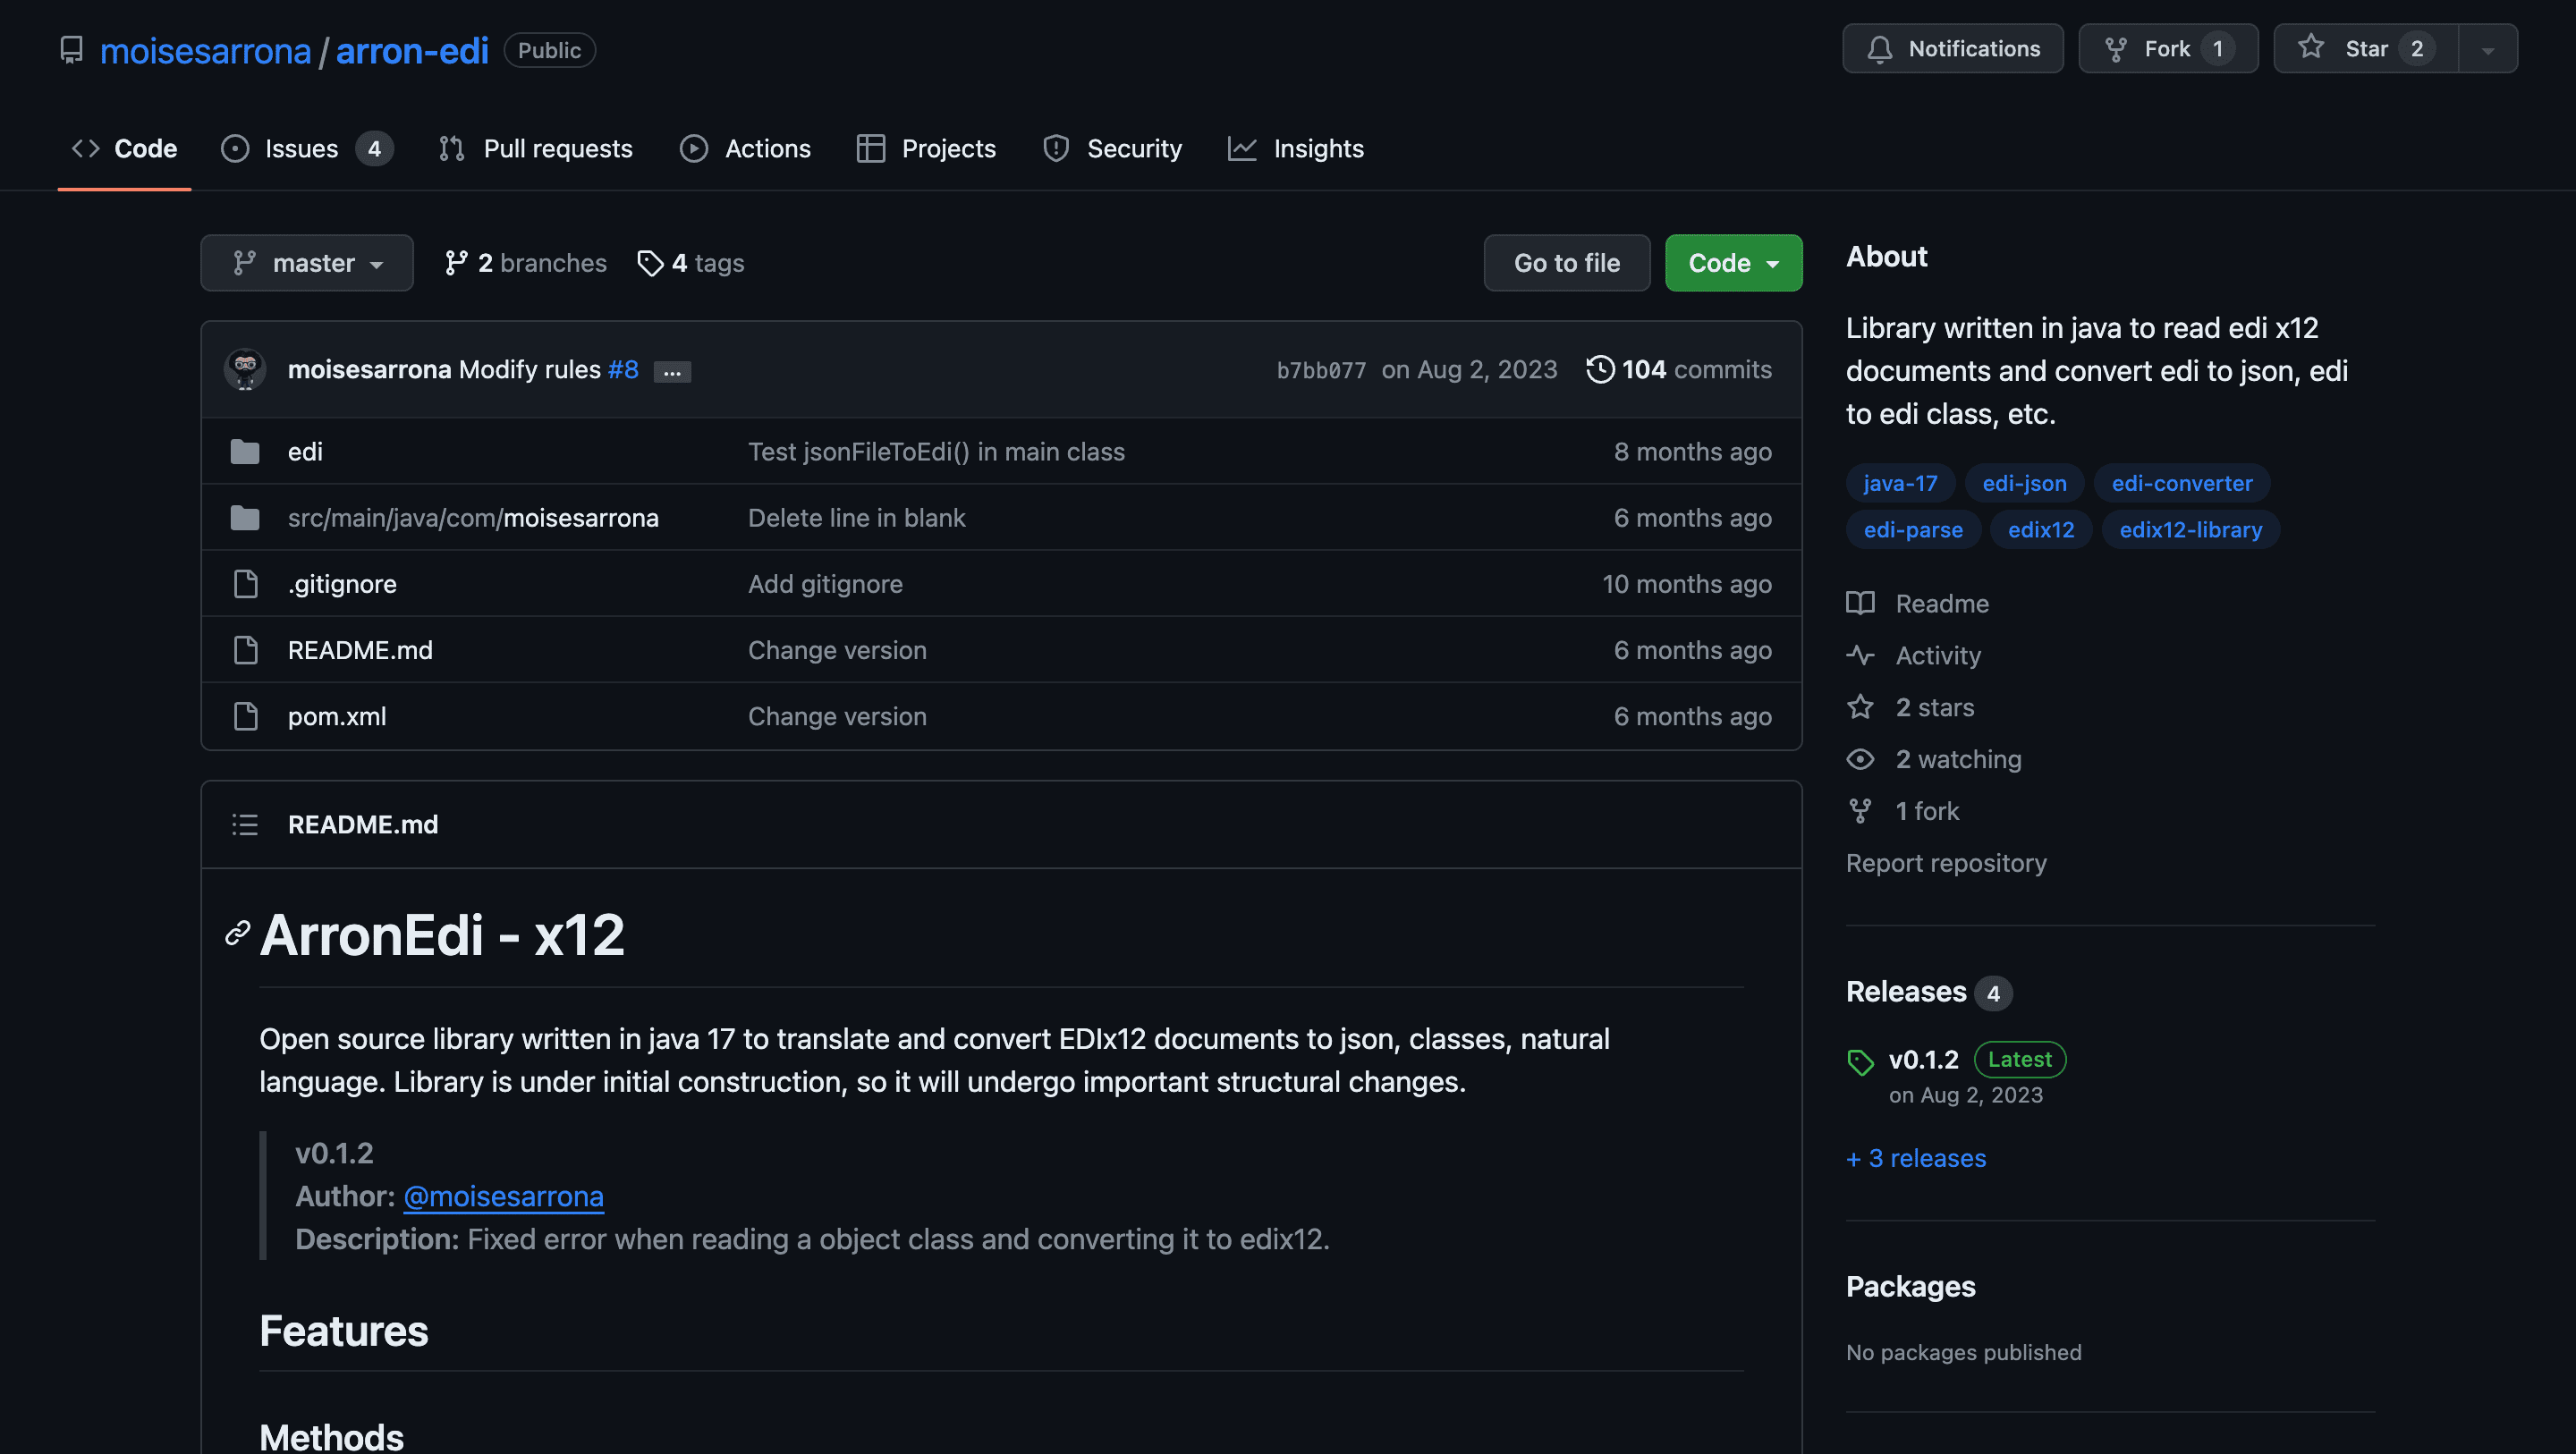 moisesarrona / arron-edi Public
Notifications Fork 1 Star 2
Code Issues 4 Pull requests Actions Projects Security Insights
master 2 branches 4 tags Go to file Code
moisesarrona Modify rules #8 ... b7bb077 on Aug 2, 2023 104 commits
edi Test jsonFileToEdi() in main class 8 months ago
src/main/java/com/moisesarrona Delete line in blank 6 months ago
.gitignore Add gitignore 10 months ago
README.md Change version 6 months ago
pom.xml Change version 6 months ago
README.md
ArronEdi - x12
Open source library written in java 17 to translate and convert EDIx12 documents to json, classes, natural
language. Library is under initial construction, so it will undergo important structural changes.
v0.1.2
Author: @moisesarrona
Description: Fixed error when reading a object class and converting it to edix12.
Features
Methods
About
Library written in java to read edi x12
documents and convert edi to json, edi
to edi class, etc.
java-17 edi-json edi-converter
edi-parse edix12 edix12-library
Readme
Activity
2 stars
2 watching
1 fork
Report repository
Releases 4
v0.1.2 Latest
on Aug 2, 2023
+ 3 releases
Packages
No packages published